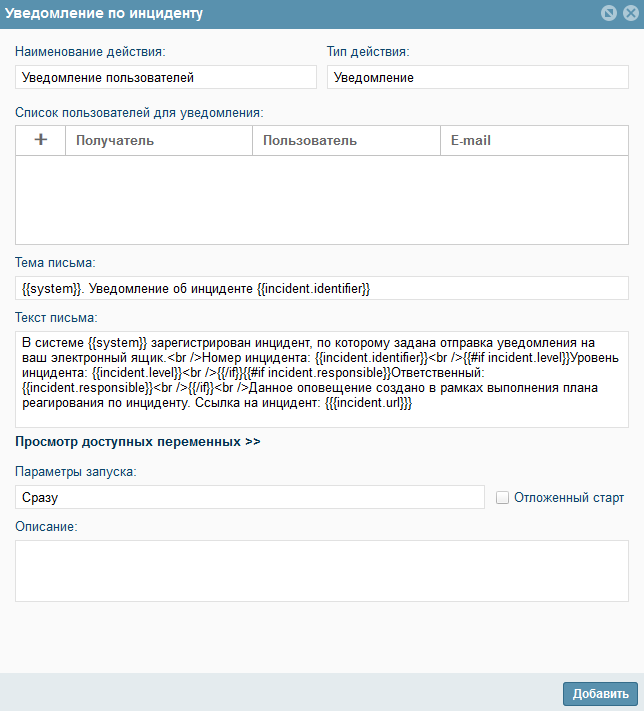 Уведомление по инциденту
Наименование действия: Тип действия:
Уведомление пользователей Уведомление
Список пользователей для уведомления:
+ Получатель Пользователь E-mail
Тема письма:
{{system}}. Уведомление об инциденте {{incident.identifier}}
Текст письма:
В системе {{system}} зарегистрирован инцидент, по которому задана отправка уведомления на
ваш электронный ящик.<br />Номер инцидента: {{incident.identifier}}<br />{{#if incident.level}}Уровень
инцидента: {{incident.level}}<br />{{/if}}{{#if incident.responsible}}Ответственный:
{{incident.responsible}}<br />{{/if}}<br />Данное оповещение создано в рамках выполнения плана
реагирования по инциденту. Ссылка на инцидент: {{{incident.url}}}
Просмотр доступных переменных >>
Параметры запуска:
Сразу Отложенный старт
Описание:
Добавить